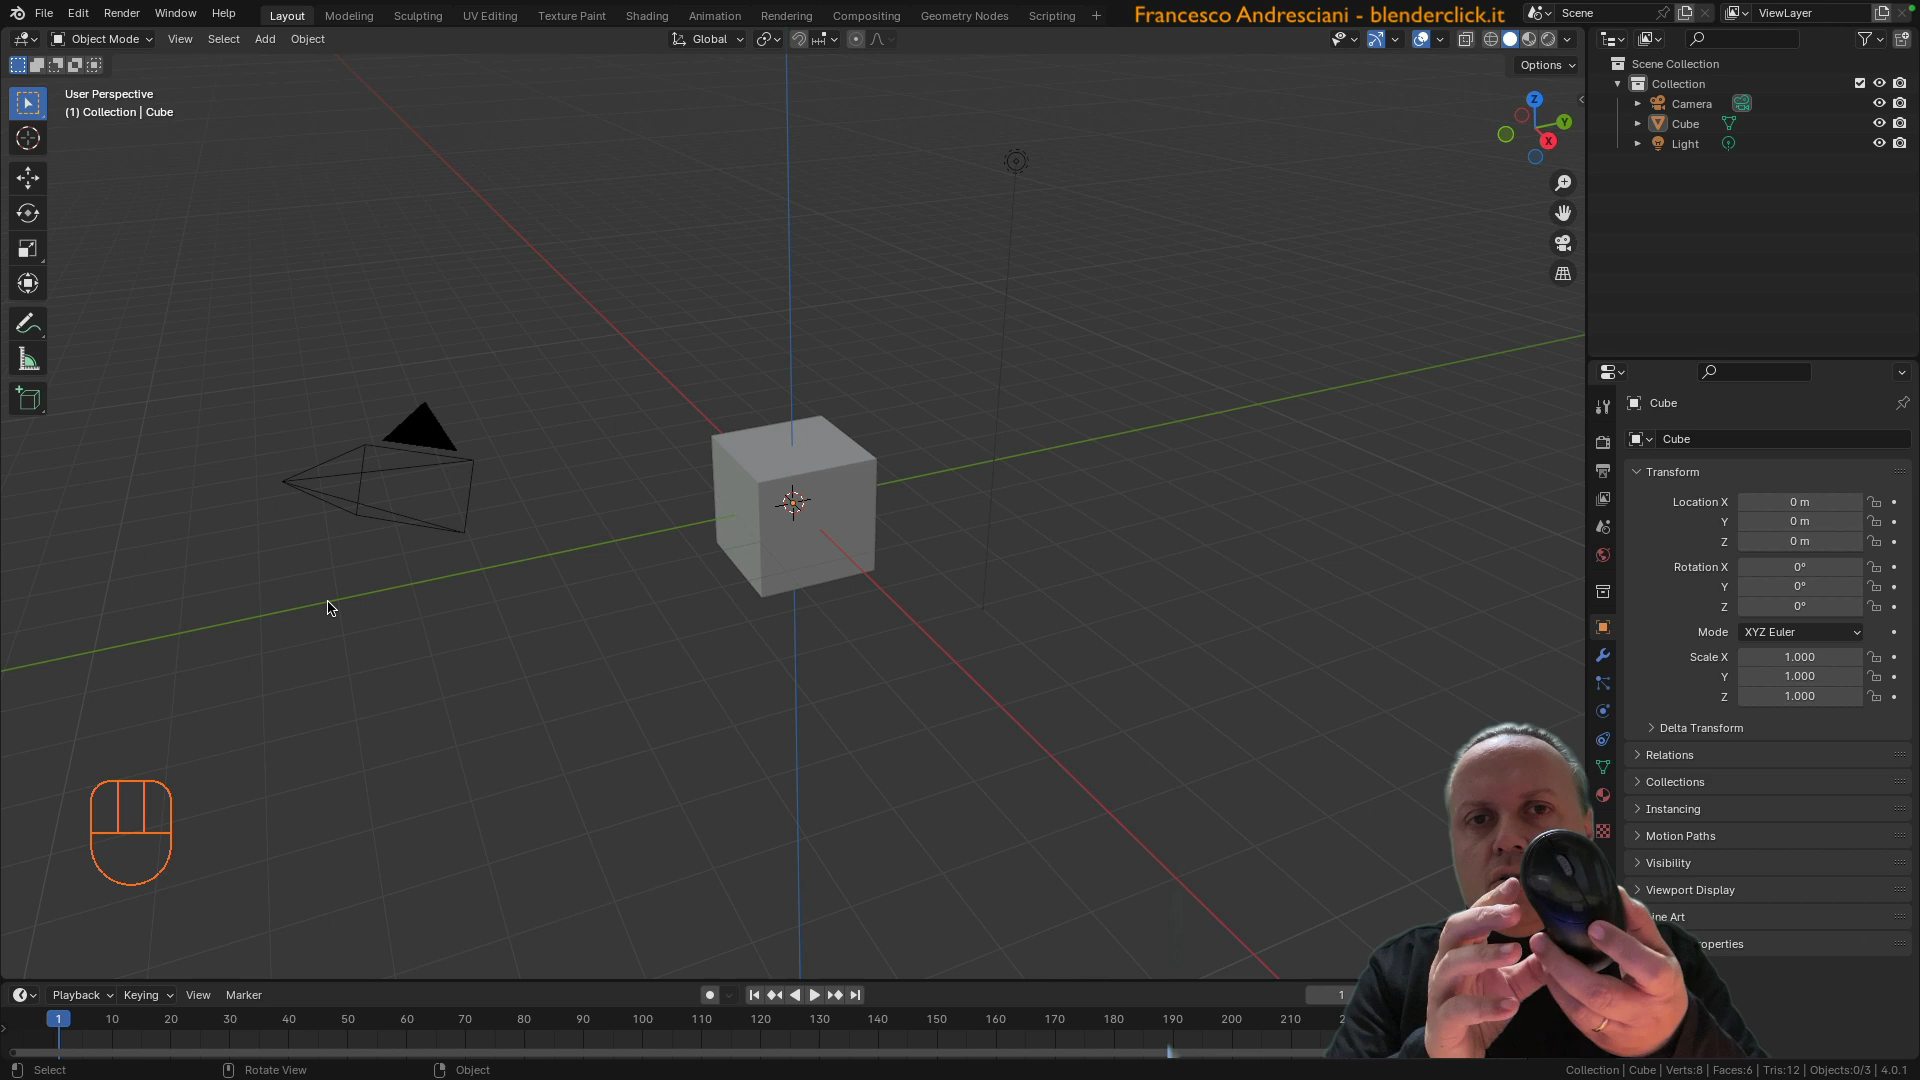 File Edit Render Window Help
Layout Modeling Sculpting UV Editing Texture Paint Shading Animation Rendering Compositing Geometry Nodes Scripting +
Francesco Andresciani - blenderclick.it
Scene
ViewLayer
Object Mode View Select Add Object
Global
Options
User Perspective
(1) Collection | Cube
Z
Y
X
Scene Collection
Collection
Camera
Cube
Light
Cube
Cube
Transform
Location X 0 m
Y 0 m
Z 0 m
Rotation X 0°
Y 0°
Z 0°
Mode XYZ Euler
Scale X 1.000
Y 1.000
Z 1.000
Delta Transform
Relations
Collections
Instancing
Motion Paths
Visibility
Viewport Display
ine Art
roperties
Playback Keying View Marker
1
1 10 20 30 40 50 60 70 80 90 100 110 120 130 140 150 160 170 180 190 200 210 2
Select Rotate View Object
Collection | Cube | Verts:8 | Faces:6 | Tris:12 | Objects:0/3 | 4.0.1